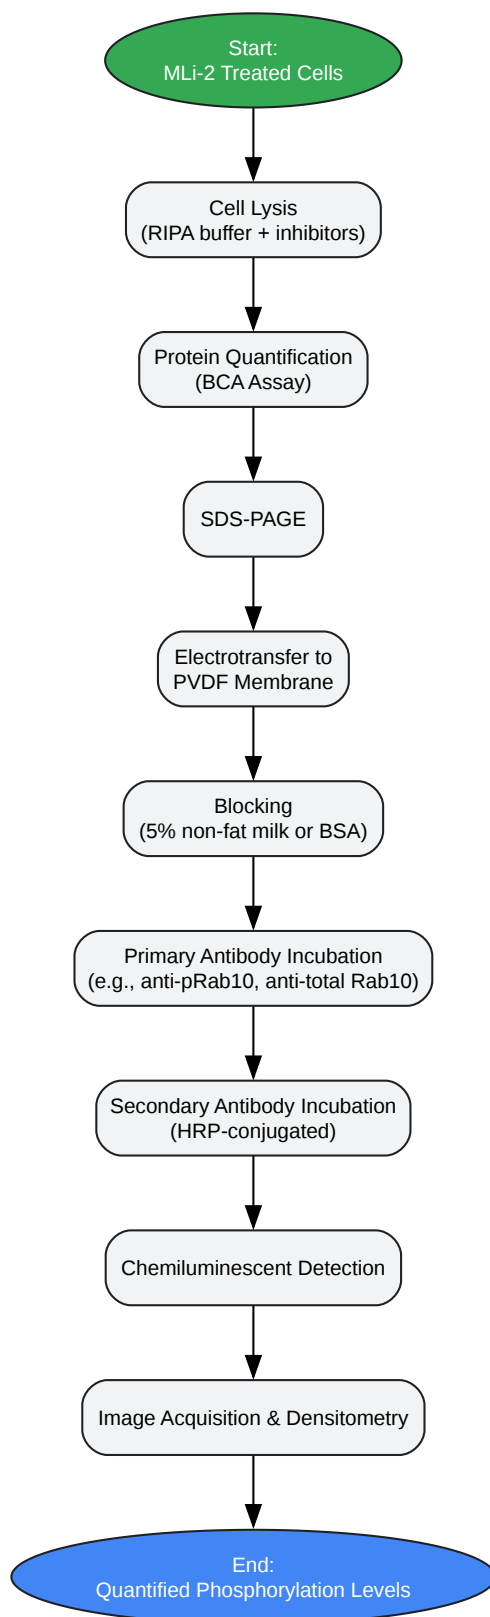 Start:
MLi-2 Treated Cells
Cell Lysis
(RIPA buffer + inhibitors)
Protein Quantification
(BCA Assay)
SDS-PAGE
Electrotransfer to
PVDF Membrane
Blocking
(5% non-fat milk or BSA)
Primary Antibody Incubation
(e.g., anti-pRab10, anti-total Rab10)
Secondary Antibody Incubation
(HRP-conjugated)
Chemiluminescent Detection
Image Acquisition & Densitometry
End:
Quantified Phosphorylation Levels